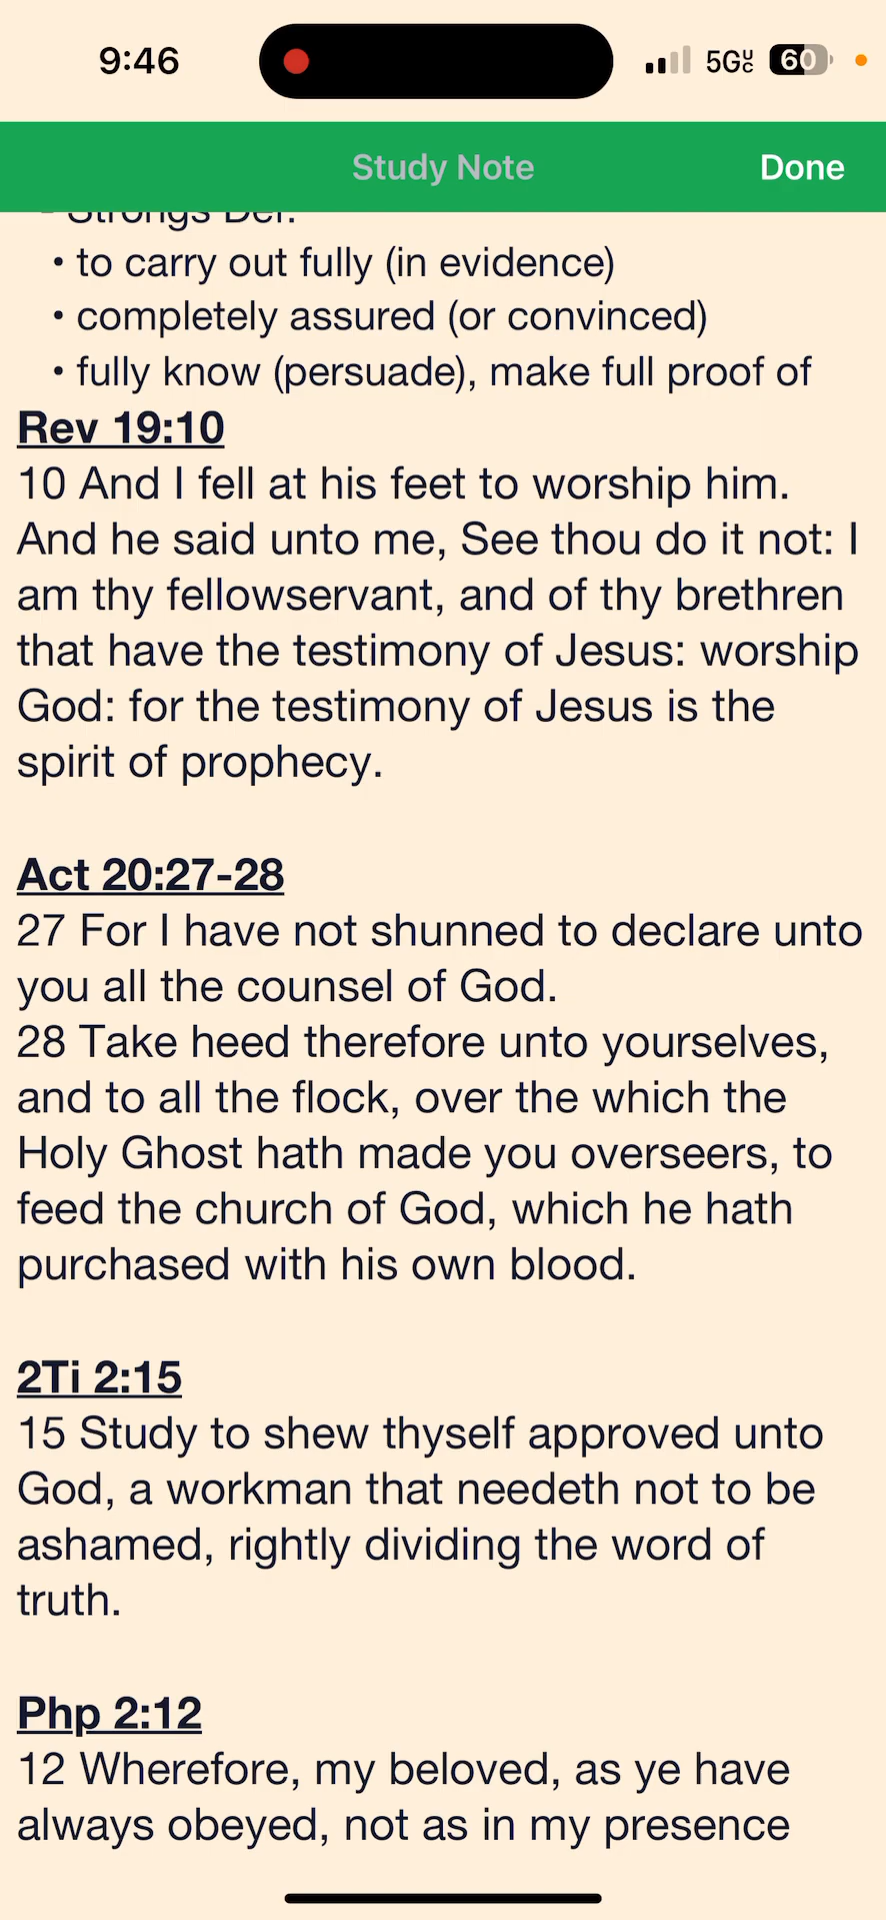 9:46
5GUC
60
Study Note
Done
- Strongs Def:
• to carry out fully (in evidence)
• completely assured (or convinced)
• fully know (persuade), make full proof of
Rev 19:10
10 And I fell at his feet to worship him.
And he said unto me, See thou do it not: I
am thy fellowservant, and of thy brethren
that have the testimony of Jesus: worship
God: for the testimony of Jesus is the
spirit of prophecy.
Act 20:27-28
27 For I have not shunned to declare unto
you all the counsel of God.
28 Take heed therefore unto yourselves,
and to all the flock, over the which the
Holy Ghost hath made you overseers, to
feed the church of God, which he hath
purchased with his own blood.
2Ti 2:15
15 Study to shew thyself approved unto
God, a workman that needeth not to be
ashamed, rightly dividing the word of
truth.
Php 2:12
12 Wherefore, my beloved, as ye have
always obeyed, not as in my presence